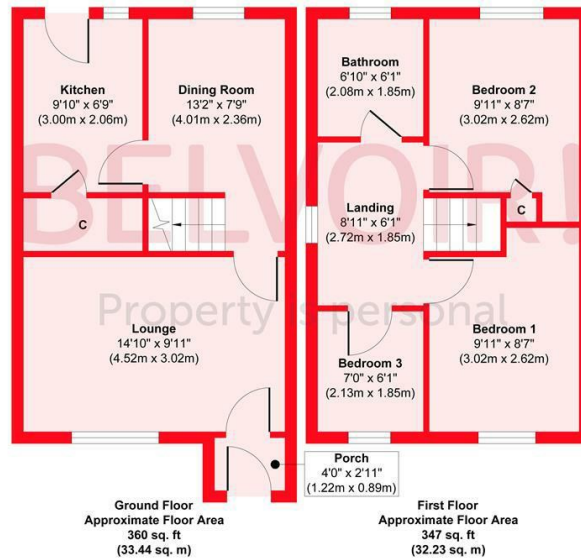 Kitchen
9'10" x 6'9"
(3.00m x 2.06m)
Dining Room
13'2" x 7'9"
(4.01m x 2.36m)
Bathroom
6'10" x 6'1"
(2.08m x 1.85m)
Bedroom 2
9'11" x 8'7"
(3.02m x 2.62m)
BELVOIR!
C
Landing
8'11" x 6'1"
(2.72m x 1.85m)
C
Property is personal
Lounge
14'10" x 9'11"
(4.52m x 3.02m)
Bedroom 1
9'11" x 8'7"
(3.02m x 2.62m)
Bedroom 3
7'0" x 6'1"
(2.13m x 1.85m)
Porch
4'0" x 2'11"
(1.22m x 0.89m)
Ground Floor
Approximate Floor Area
360 sq. ft
(33.44 sq. m)
First Floor
Approximate Floor Area
347 sq. ft
(32.23 sq. m)